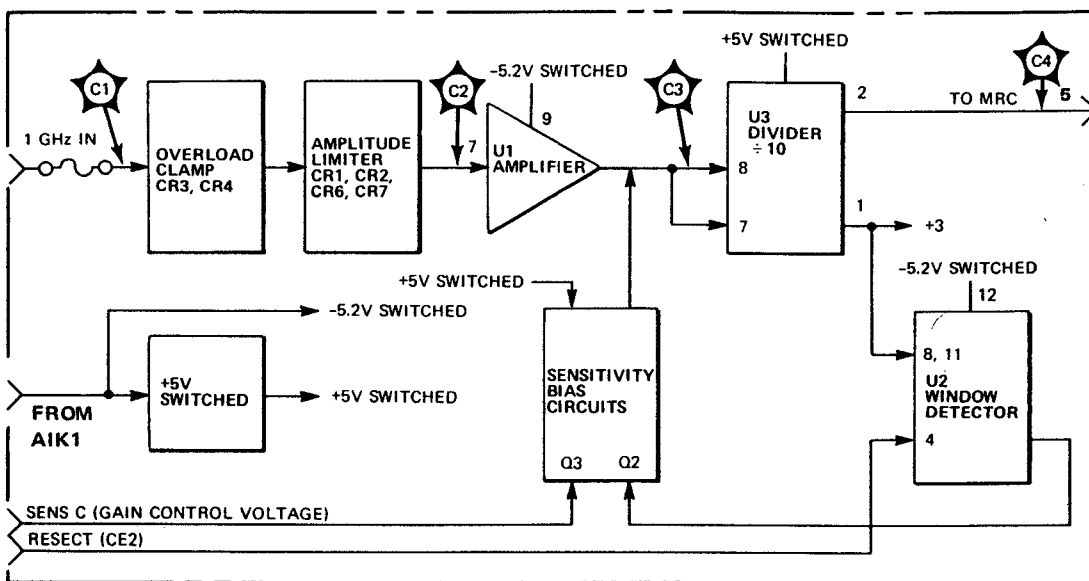 +5V SWITCHED
C4
C1
C2
-5.2V SWITCHED
C3
2
TO MRC
5
1 GHz IN
9
U3
DIVIDER
÷10
OVERLOAD
CLAMP
CR3, CR4
AMPLITUDE
LIMITER
CR1, CR2,
CR6, CR7
7
U1
AMPLIFIER
8
7
1
+3
+5V SWITCHED
-5.2V SWITCHED
12
-5.2V SWITCHED
+5V
SWITCHED
+5V SWITCHED
SENSITIVITY
BIAS
CIRCUITS
8, 11
U2
WINDOW
DETECTOR
4
FROM
AIK1
Q3
Q2
SENS C (GAIN CONTROL VOLTAGE)
RESECT (CE2)